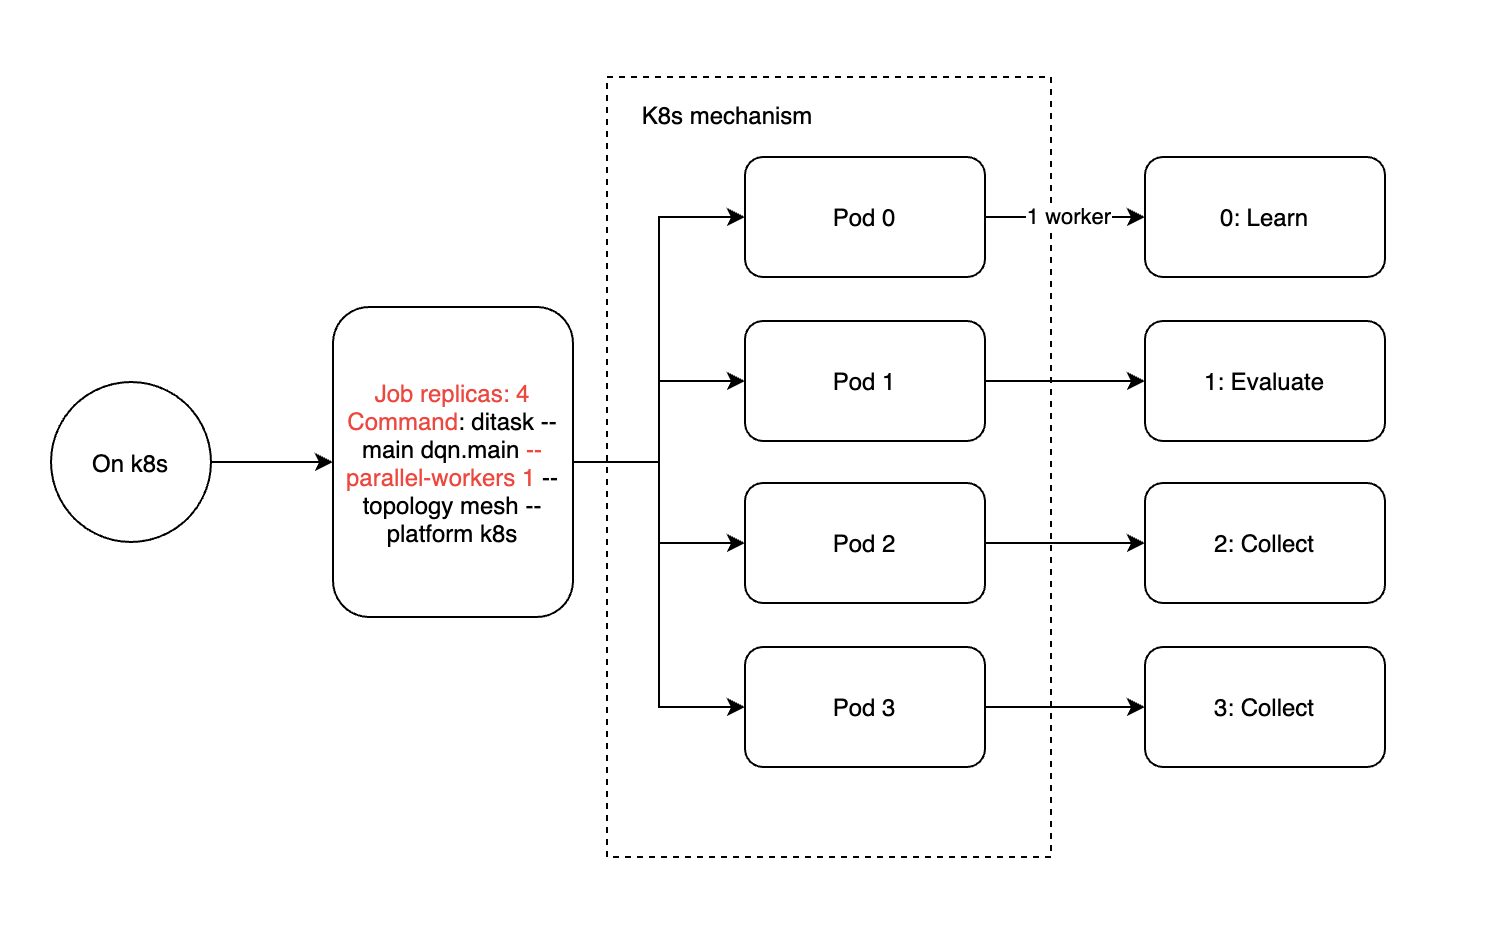 K8s mechanism
Pod 0
1 worker
0: Learn
Pod 1
1: Evaluate
On k8s
Job replicas: 4
Command: ditask --
main dqn.main --
parallel-workers 1 --
topology mesh --
platform k8s
Pod 2
2: Collect
Pod 3
3: Collect